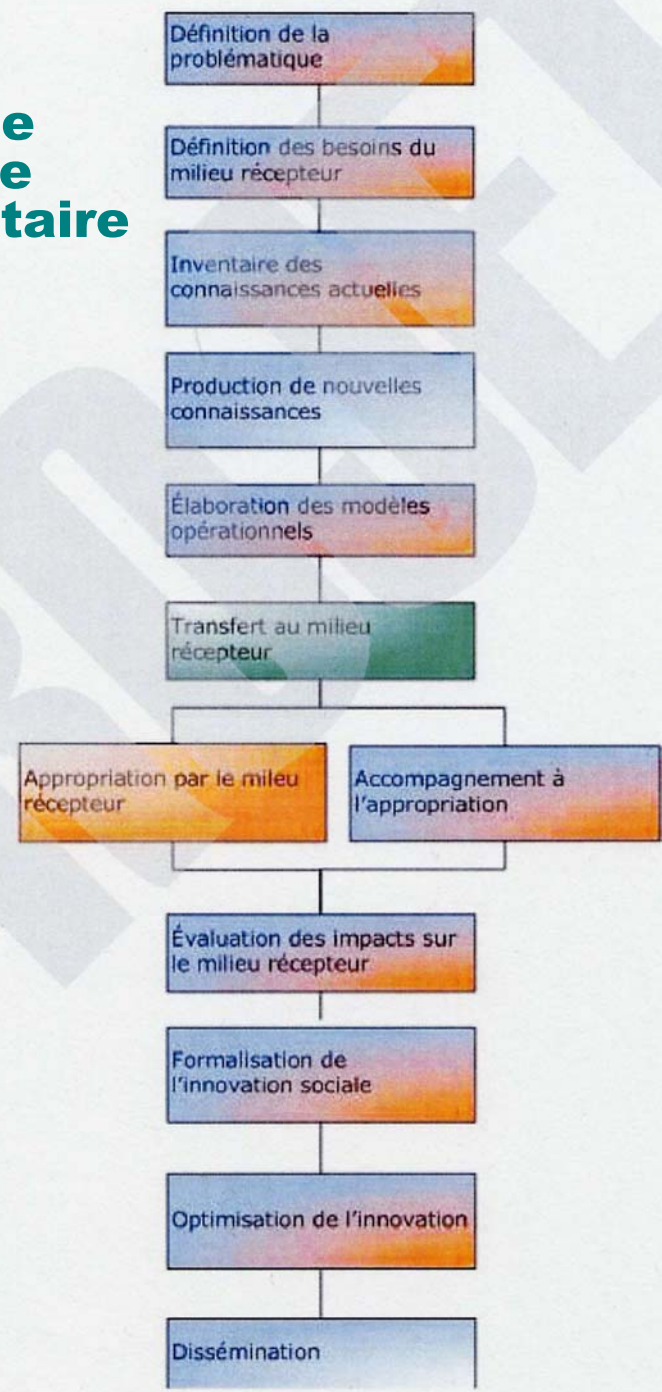 Définition de la
problématique
e
e
taire
Définition des besoins du
milieu récepteur
Inventaire des
connaissances actuelles
Production de nouvelles
connaissances
Élaboration des modèles
opérationnels
Transfert au milieu
récepteur
Appropriation par le mileu
récepteur
Accompagnement à
l'appropriation
Évaluation des impacts sur
le milieu récepteur
Formalisation de
l'innovation sociale
Optimisation de l'innovation
Dissémination